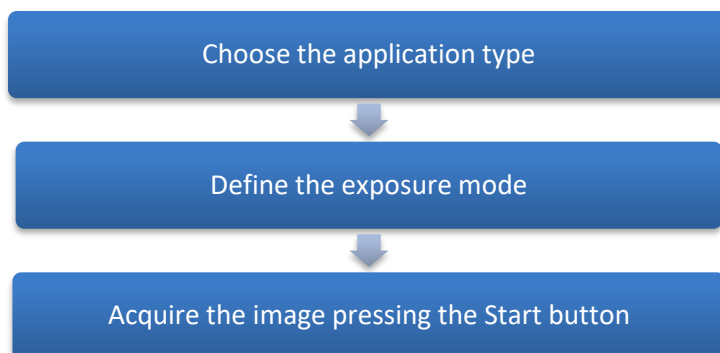 Choose the application type
Define the exposure mode
Acquire the image pressing the Start button